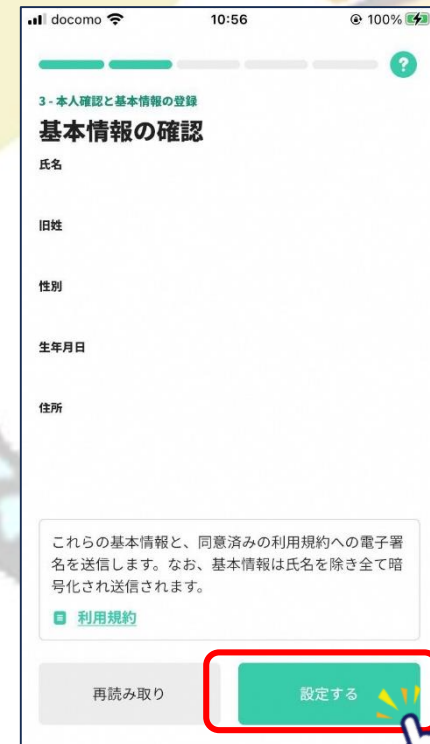 docomo 10:56 100%
?
3 - 本人確認と基本情報の登録
基本情報の確認
氏名
旧姓
性別
生年月日
住所
これらの基本情報と、同意済みの利用規約への電子署
名を送信します。なお、基本情報は氏名を除き全て暗
号化され送信されます。
利用規約
再読み取り 設定する